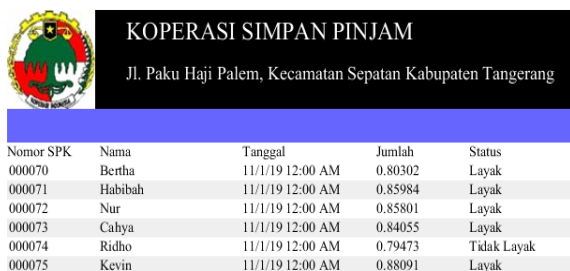 KOPERASI SIMPAN PINJAM
Jl. Paku Haji Palem, Kecamatan Sepatan Kabupaten Tangerang
KOPERASI INDONESIA
Nomor SPK Nama Tanggal Jumlah Status
000070 Bertha 11/1/19 12:00 AM 0.80302 Layak
000071 Habibah 11/1/19 12:00 AM 0.85984 Layak
000072 Nur 11/1/19 12:00 AM 0.85801 Layak
000073 Cahya 11/1/19 12:00 AM 0.84055 Layak
000074 Ridho 11/1/19 12:00 AM 0.79473 Tidak Layak
000075 Kevin 11/1/19 12:00 AM 0.88091 Layak